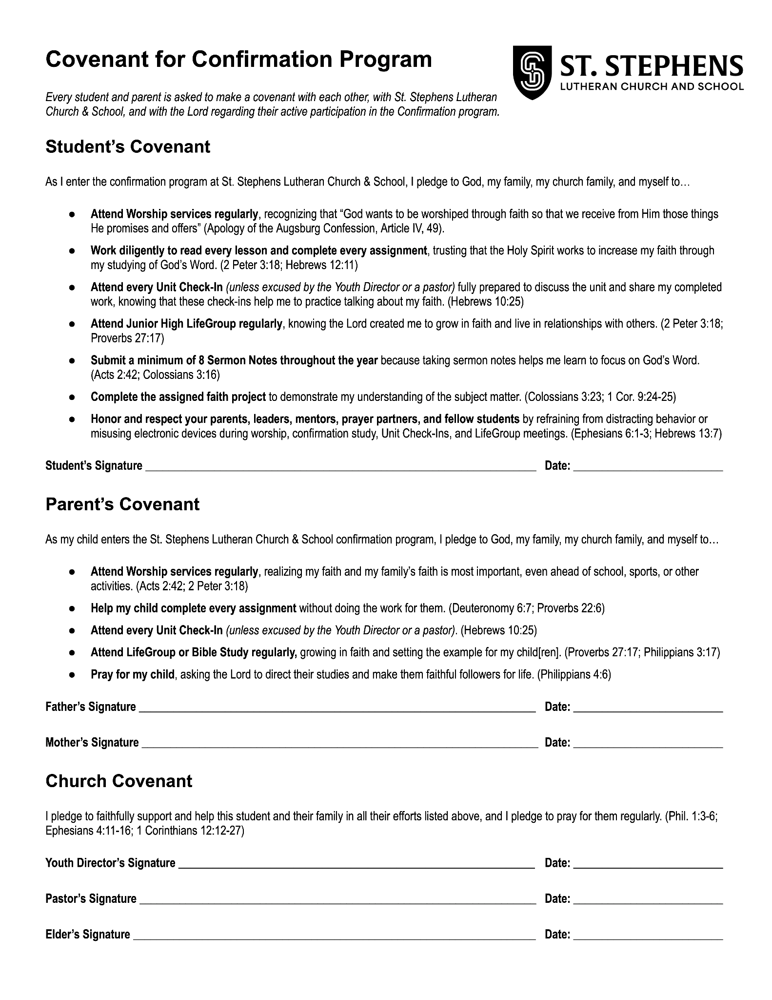 Covenant for Confirmation Program
ST. STEPHENS
LUTHERAN CHURCH AND SCHOOL
Every student and parent is asked to make a covenant with each other, with St. Stephens Lutheran
Church & School, and with the Lord regarding their active participation in the Confirmation program.
Student’s Covenant
As I enter the confirmation program at St. Stephens Lutheran Church & School, I pledge to God, my family, my church family, and myself to…
● Attend Worship services regularly, recognizing that “God wants to be worshiped through faith so that we receive from Him those things
He promises and offers” (Apology of the Augsburg Confession, Article IV, 49).
● Work diligently to read every lesson and complete every assignment, trusting that the Holy Spirit works to increase my faith through
my studying of God’s Word. (2 Peter 3:18; Hebrews 12:11)
● Attend every Unit Check-In (unless excused by the Youth Director or a pastor) fully prepared to discuss the unit and share my completed
work, knowing that these check-ins help me to practice talking about my faith. (Hebrews 10:25)
● Attend Junior High LifeGroup regularly, knowing the Lord created me to grow in faith and live in relationships with others. (2 Peter 3:18;
Proverbs 27:17)
● Submit a minimum of 8 Sermon Notes throughout the year because taking sermon notes helps me learn to focus on God’s Word.
(Acts 2:42; Colossians 3:16)
● Complete the assigned faith project to demonstrate my understanding of the subject matter. (Colossians 3:23; 1 Cor. 9:24-25)
● Honor and respect your parents, leaders, mentors, prayer partners, and fellow students by refraining from distracting behavior or
misusing electronic devices during worship, confirmation study, Unit Check-Ins, and LifeGroup meetings. (Ephesians 6:1-3; Hebrews 13:7)
Student’s Signature ____ Date: ____
Parent’s Covenant
As my child enters the St. Stephens Lutheran Church & School confirmation program, I pledge to God, my family, my church family, and myself to…
● Attend Worship services regularly, realizing my faith and my family’s faith is most important, even ahead of school, sports, or other
activities. (Acts 2:42; 2 Peter 3:18)
● Help my child complete every assignment without doing the work for them. (Deuteronomy 6:7; Proverbs 22:6)
● Attend every Unit Check-In (unless excused by the Youth Director or a pastor). (Hebrews 10:25)
● Attend LifeGroup or Bible Study regularly, growing in faith and setting the example for my child[ren]. (Proverbs 27:17; Philippians 3:17)
● Pray for my child, asking the Lord to direct their studies and make them faithful followers for life. (Philippians 4:6)
Father’s Signature ____ Date: ____
Mother’s Signature ____ Date: ____
Church Covenant
I pledge to faithfully support and help this student and their family in all their efforts listed above, and I pledge to pray for them regularly. (Phil. 1:3-6;
Ephesians 4:11-16; 1 Corinthians 12:12-27)
Youth Director’s Signature ____ Date: ____
Pastor’s Signature ____ Date: ____
Elder’s Signature ____ Date: ____